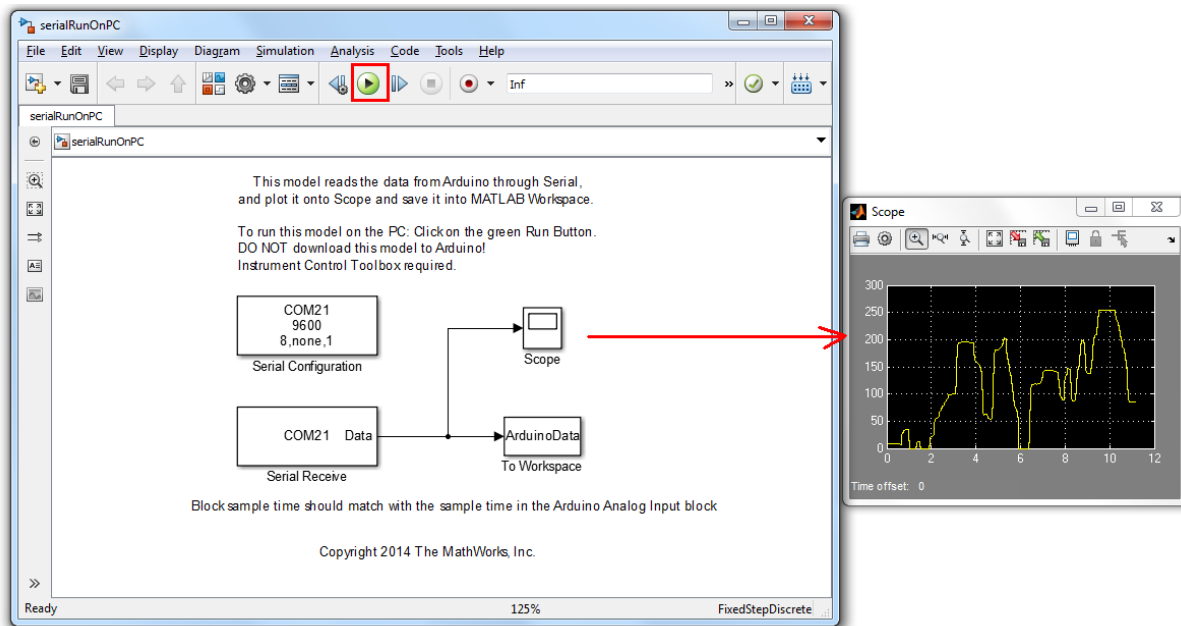 serialRunOnPC
File Edit View Display Diagram Simulation Analysis Code Tools Help
Inf
»
serialRunOnPC
serialRunOnPC
This model reads the data from Arduino through Serial,
and plot it onto Scope and save it into MATLAB Workspace.
To run this model on the PC: Click on the green Run Button.
DO NOT download this model to Arduino!
Instrument Control Toolbox required.
COM21
9600
8,none,1
Serial Configuration
Scope
COM21 Data
Serial Receive
ArduinoData
To Workspace
Block sample time should match with the sample time in the Arduino Analog Input block
Copyright 2014 The MathWorks, Inc.
»
Ready 125% FixedStepDiscrete
Scope
300
250
200
150
100
50
0
0 2 4 6 8 10 12
Time offset: 0